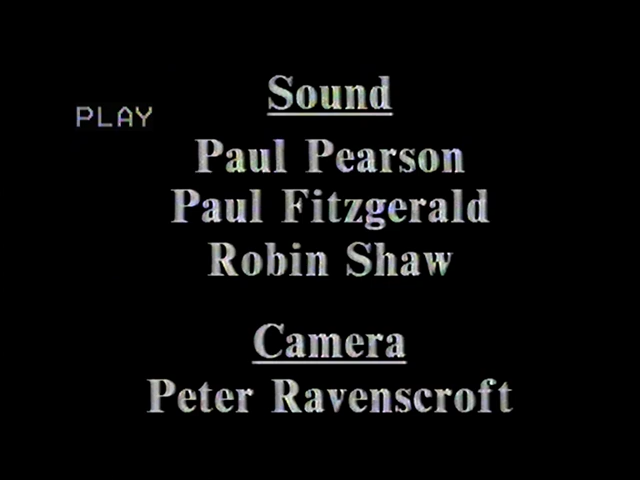 Sound
PLAY
Paul Pearson
Paul Fitzgerald
Robin Shaw
Camera
Peter Ravenscroft